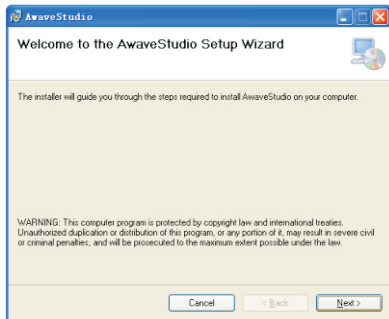 AwaveStudio
Welcome to the AwaveStudio Setup Wizard
The installer will guide you through the steps required to install AwaveStudio on your computer.
WARNING: This computer program is protected by copyright law and international treaties.
Unauthorized duplication or distribution of this program, or any portion of it, may result in severe civil
or criminal penalties, and will be prosecuted to the maximum extent possible under the law.
Cancel
< Back
Next >